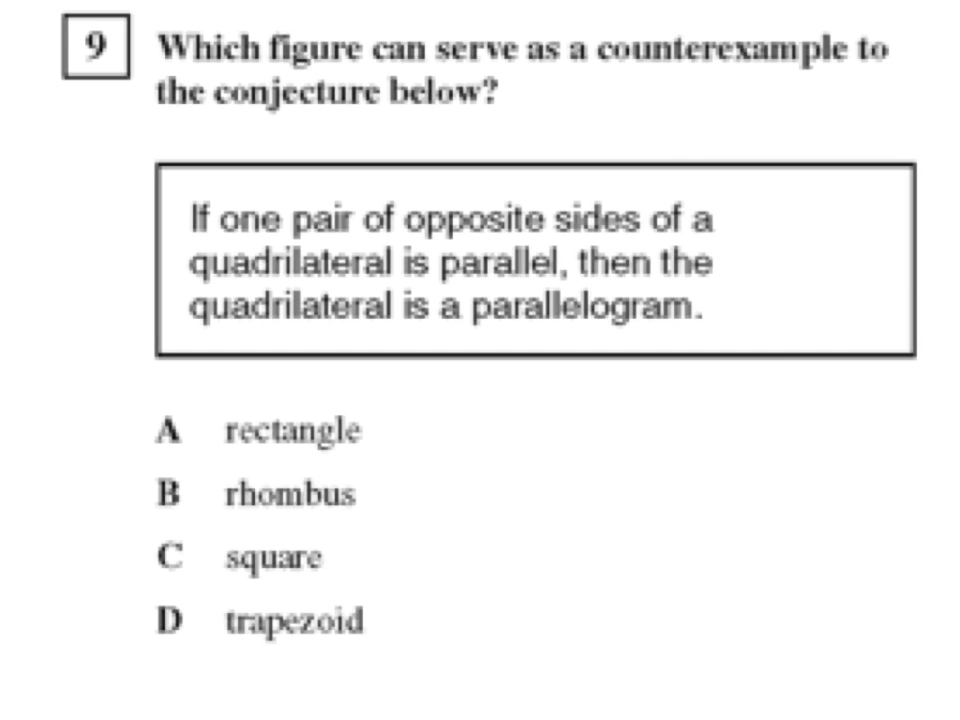 9 Which figure can serve as a counterexample to
the conjecture below?
If one pair of opposite sides of a
quadrilateral is parallel, then the
quadrilateral is a parallelogram.
A rectangle
B rhombus
C square
D trapezoid